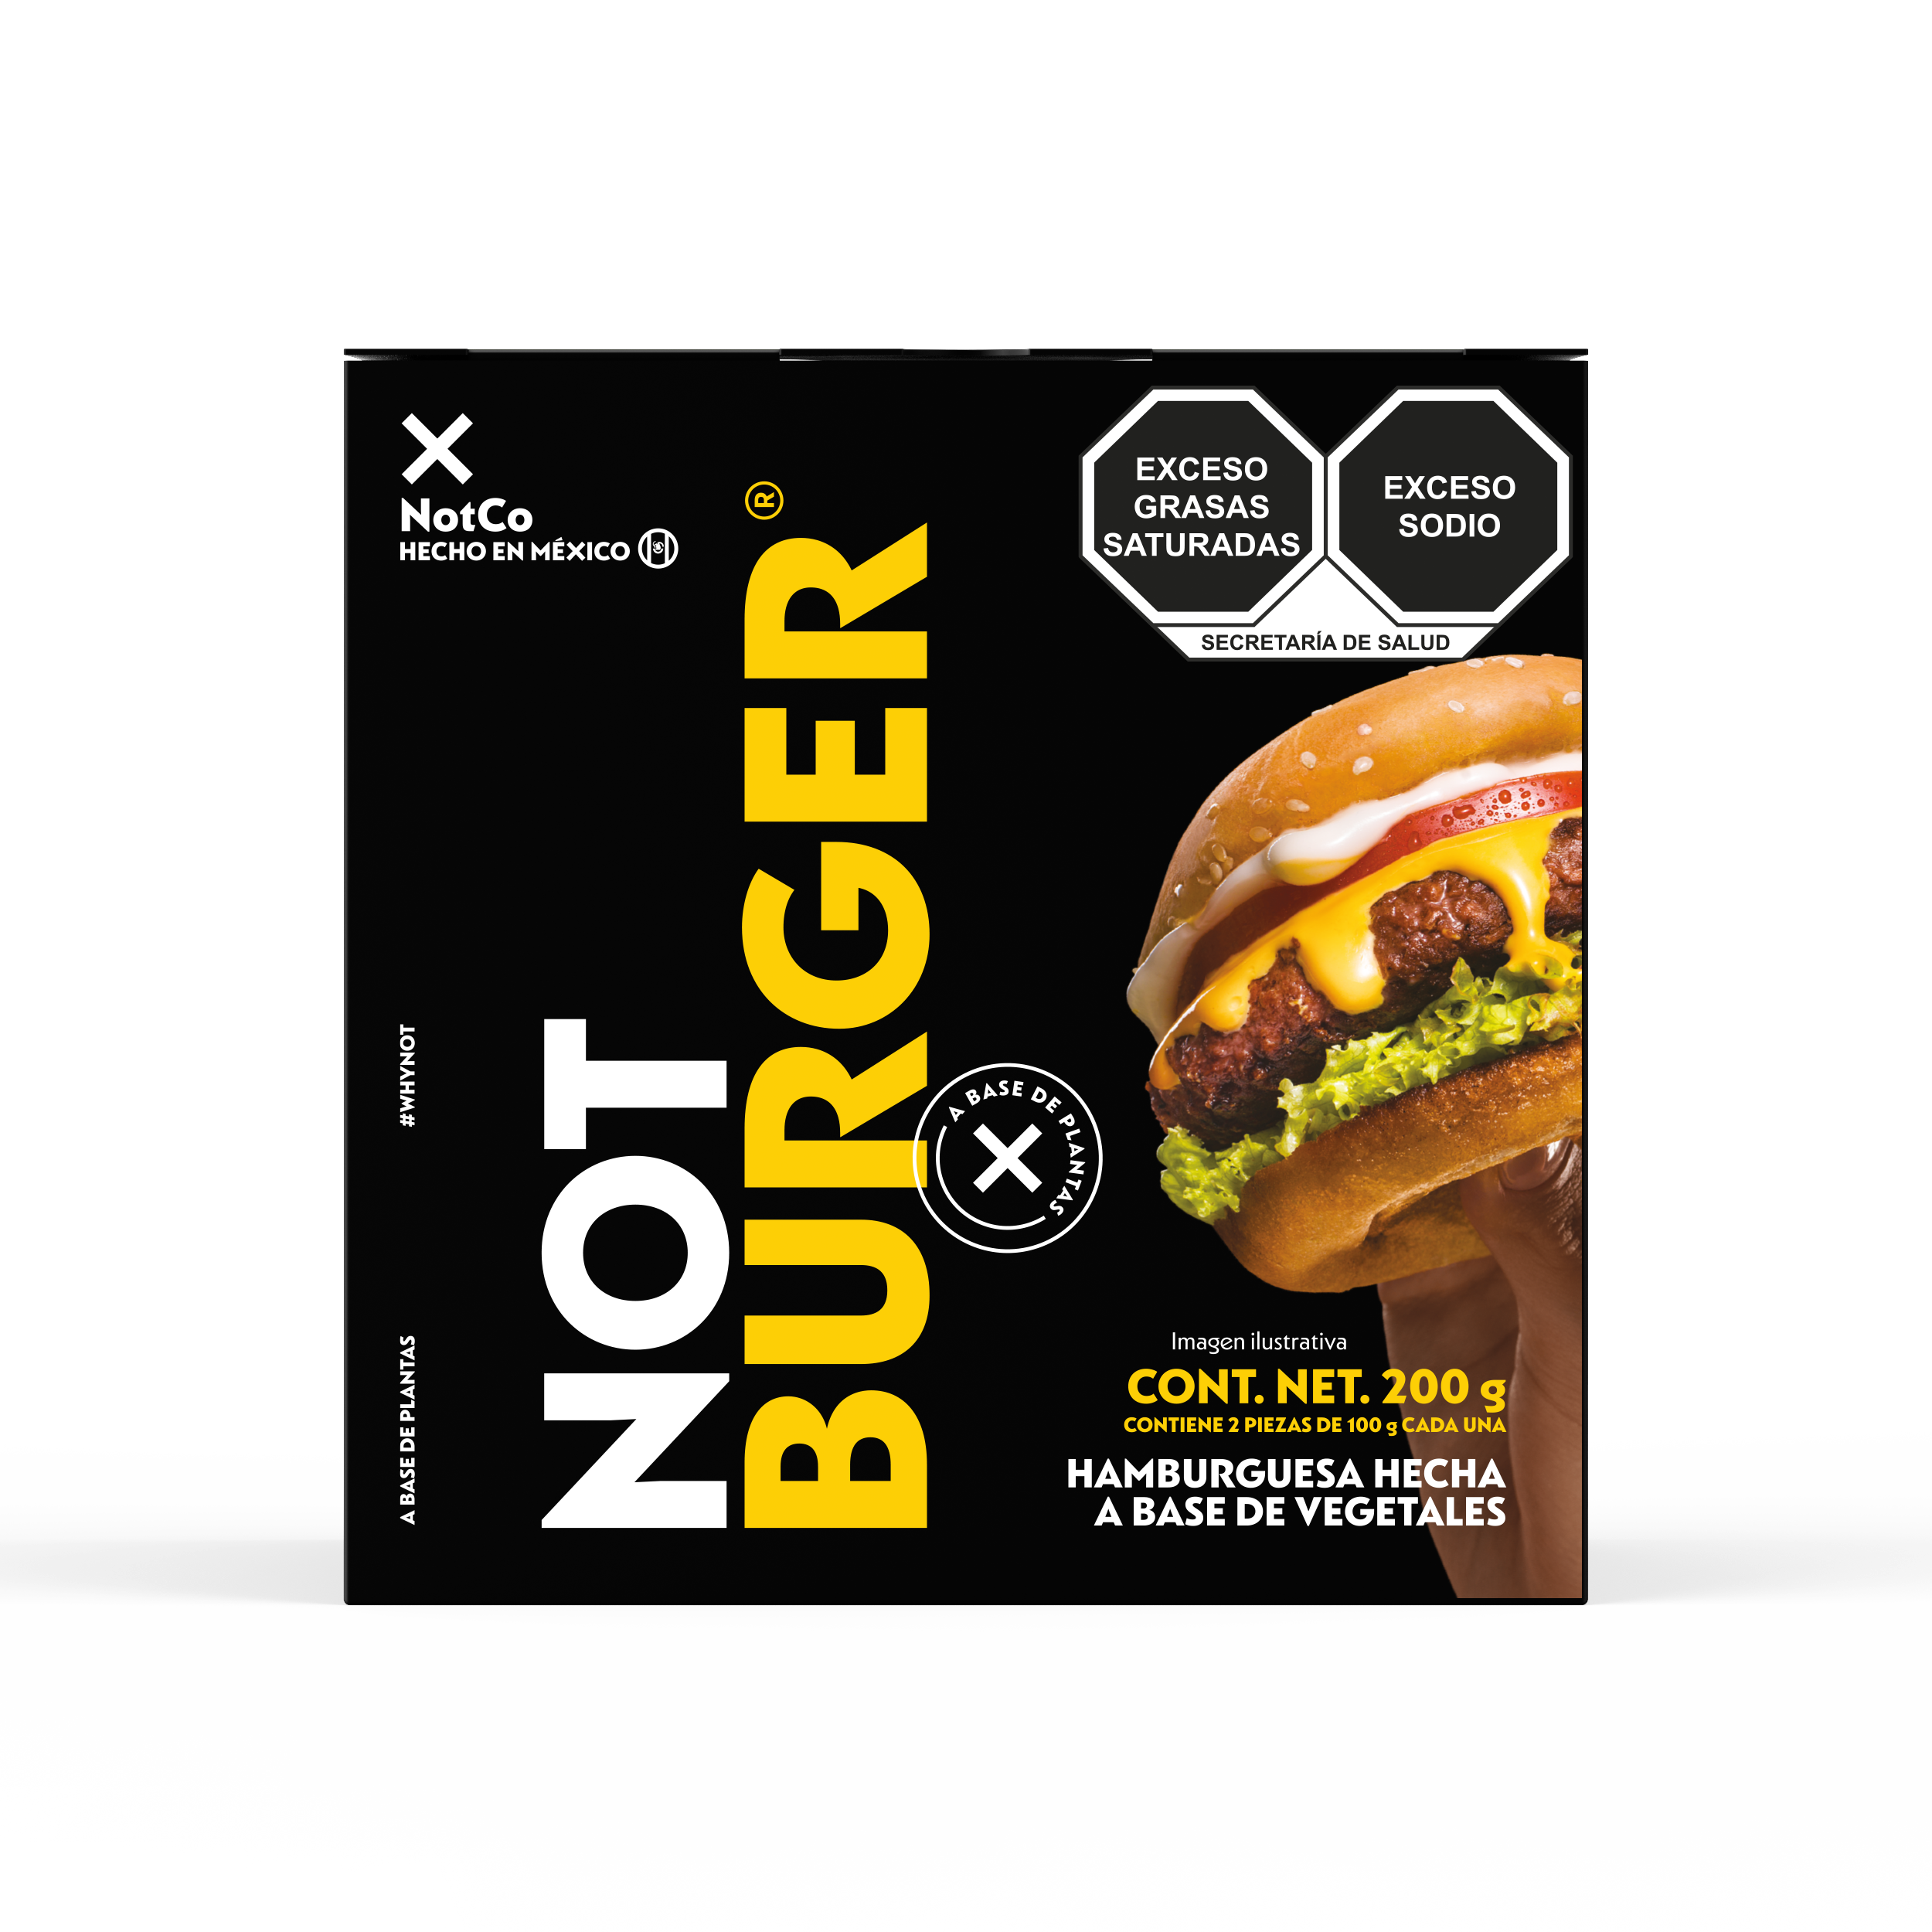 NotCo
HECHO EN MÉXICO
NOT
BURGER®
#WHYNOT
A BASE DE PLANTAS
EXCESO
GRASAS
SATURADAS
EXCESO
SODIO
SECRETARÍA DE SALUD
A BASE DE PLANTAS
Imagen ilustrativa
CONT. NET. 200 g
CONTIENE 2 PIEZAS DE 100 g CADA UNA
HAMBURGUESA HECHA
A BASE DE VEGETALES